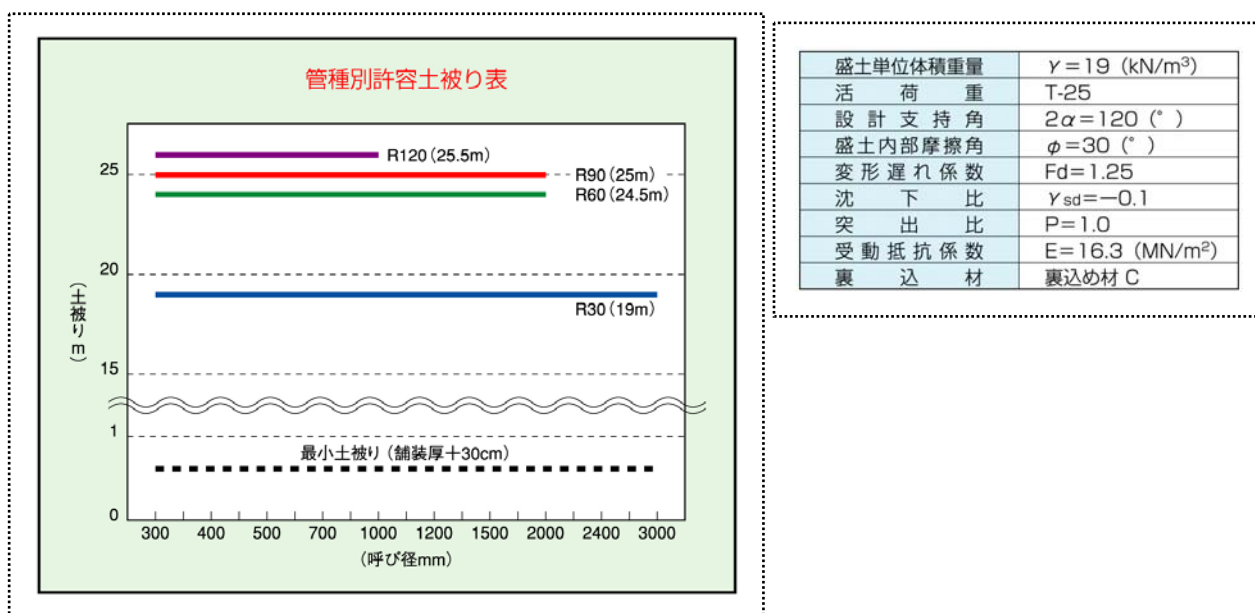 管種別許容土被り表
R120(25.5m)
25
R90(25m)
R60(24.5m)
20
R30(19m)
(土被りm)
15
1
最小土被り(舗装厚+30cm)
0
300 400 500 700 1000 1200 1500 2000 2400 3000
(呼び径mm)
盛土単位体積重量 γ=19(kN/m³)
活荷重 T-25
設計支持角 2α=120(°)
盛土内部摩擦角 φ=30(°)
変形遅れ係数 Fd=1.25
沈下比 γsd=-0.1
突出比 P=1.0
受動抵抗係数 E=16.3(MN/m²)
裏込材 裏込め材 C